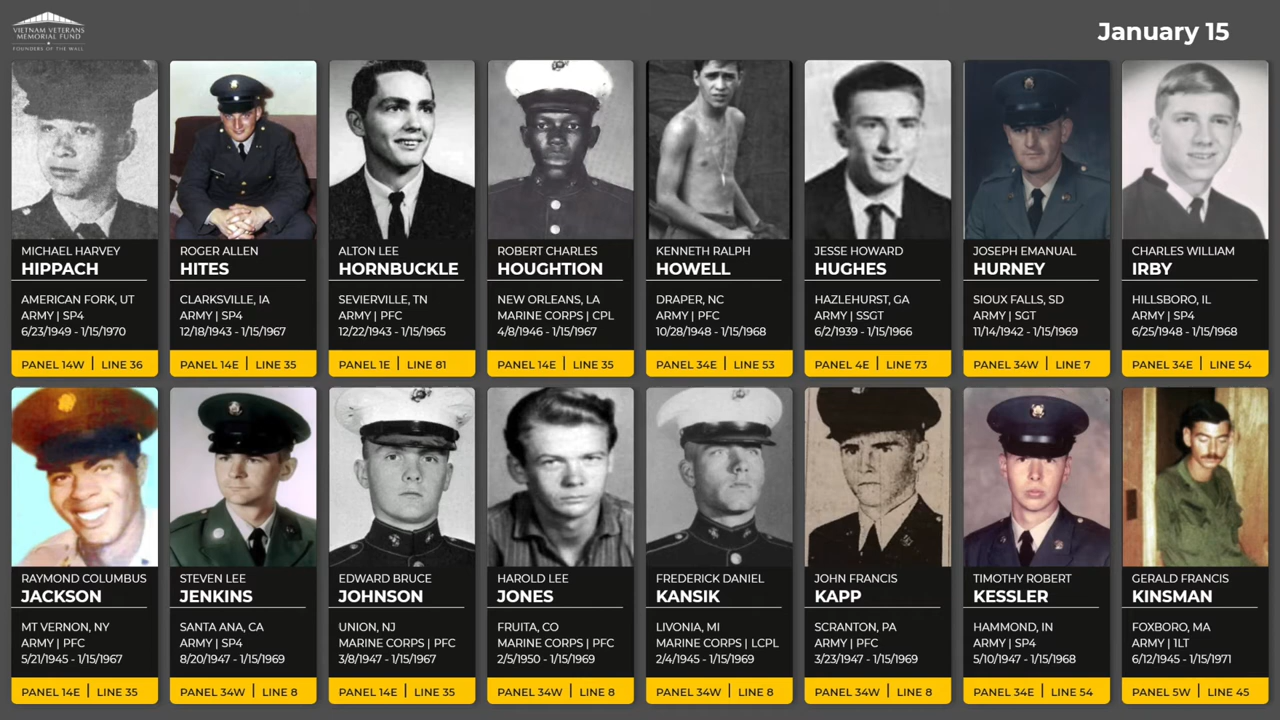 VIETNAM VETERANS
MEMORIAL FUND
FOUNDERS OF THE WALL
January 15
MICHAEL HARVEY
HIPPACH
AMERICAN FORK, UT
ARMY | SP4
6/23/1949 - 1/15/1970
PANEL 14W | LINE 36
ROGER ALLEN
HITES
CLARKSVILLE, IA
ARMY | SP4
12/18/1943 - 1/15/1967
PANEL 14E | LINE 35
ALTON LEE
HORNBUCKLE
SEVIERVILLE, TN
ARMY | PFC
12/22/1943 - 1/15/1965
PANEL 1E | LINE 81
ROBERT CHARLES
HOUGHTION
NEW ORLEANS, LA
MARINE CORPS | CPL
4/8/1946 - 1/15/1967
PANEL 14E | LINE 35
KENNETH RALPH
HOWELL
DRAPER, NC
ARMY | PFC
10/28/1948 - 1/15/1968
PANEL 34E | LINE 53
JESSE HOWARD
HUGHES
HAZLEHURST, GA
ARMY | SSGT
6/2/1939 - 1/15/1966
PANEL 4E | LINE 73
JOSEPH EMANUAL
HURNEY
SIOUX FALLS, SD
ARMY | SGT
11/14/1942 - 1/15/1969
PANEL 34W | LINE 7
CHARLES WILLIAM
IRBY
HILLSBORO, IL
ARMY | SP4
6/25/1948 - 1/15/1968
PANEL 34E | LINE 54
RAYMOND COLUMBUS
JACKSON
MT VERNON, NY
ARMY | PFC
5/21/1945 - 1/15/1967
PANEL 14E | LINE 35
STEVEN LEE
JENKINS
SANTA ANA, CA
ARMY | SP4
8/20/1947 - 1/15/1969
PANEL 34W | LINE 8
EDWARD BRUCE
JOHNSON
UNION, NJ
MARINE CORPS | PFC
3/8/1947 - 1/15/1967
PANEL 14E | LINE 35
HAROLD LEE
JONES
FRUITA, CO
MARINE CORPS | PFC
2/5/1950 - 1/15/1969
PANEL 34W | LINE 8
FREDERICK DANIEL
KANSIK
LIVONIA, MI
MARINE CORPS | LCPL
2/4/1945 - 1/15/1969
PANEL 34W | LINE 8
JOHN FRANCIS
KAPP
SCRANTON, PA
ARMY | PFC
3/23/1947 - 1/15/1969
PANEL 34W | LINE 8
TIMOTHY ROBERT
KESSLER
HAMMOND, IN
ARMY | SP4
5/10/1947 - 1/15/1968
PANEL 34E | LINE 54
GERALD FRANCIS
KINSMAN
FOXBORO, MA
ARMY | 1LT
6/12/1945 - 1/15/1971
PANEL 5W | LINE 45